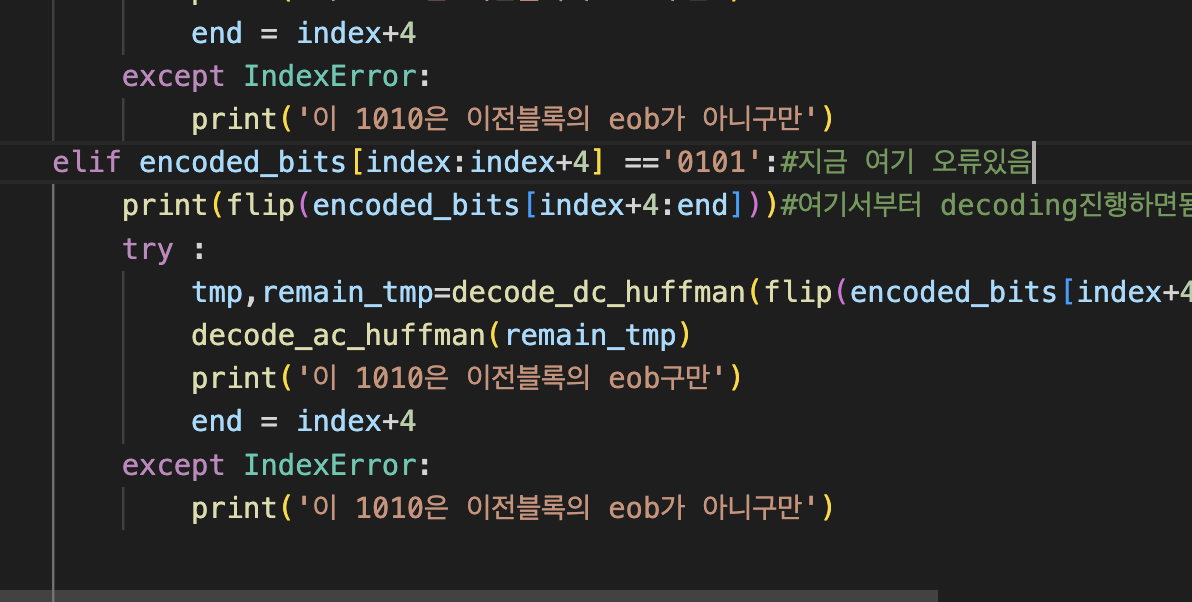 end = index+4
except IndexError:
print('이 1010은 이전블록의 eob가 아니구만')
elif encoded_bits[index:index+4] =='0101':#지금 여기 오류있음
print(flip(encoded_bits[index+4:end]))#여기서부터 decoding진행하면됨
try :
tmp,remain_tmp=decode_dc_huffman(flip(encoded_bits[index+4
decode_ac_huffman(remain_tmp)
print('이 1010은 이전블록의 eob구만')
end = index+4
except IndexError:
print('이 1010은 이전블록의 eob가 아니구만')